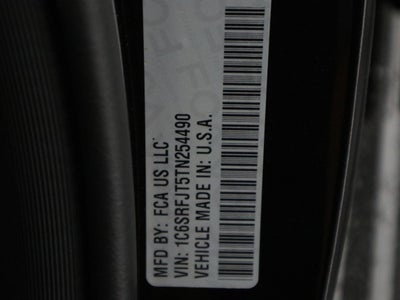 MFD BY: FCA US LLC
VIN: 1C6SRFJT5TN254490
VEHICLE MADE IN: U.S.A.